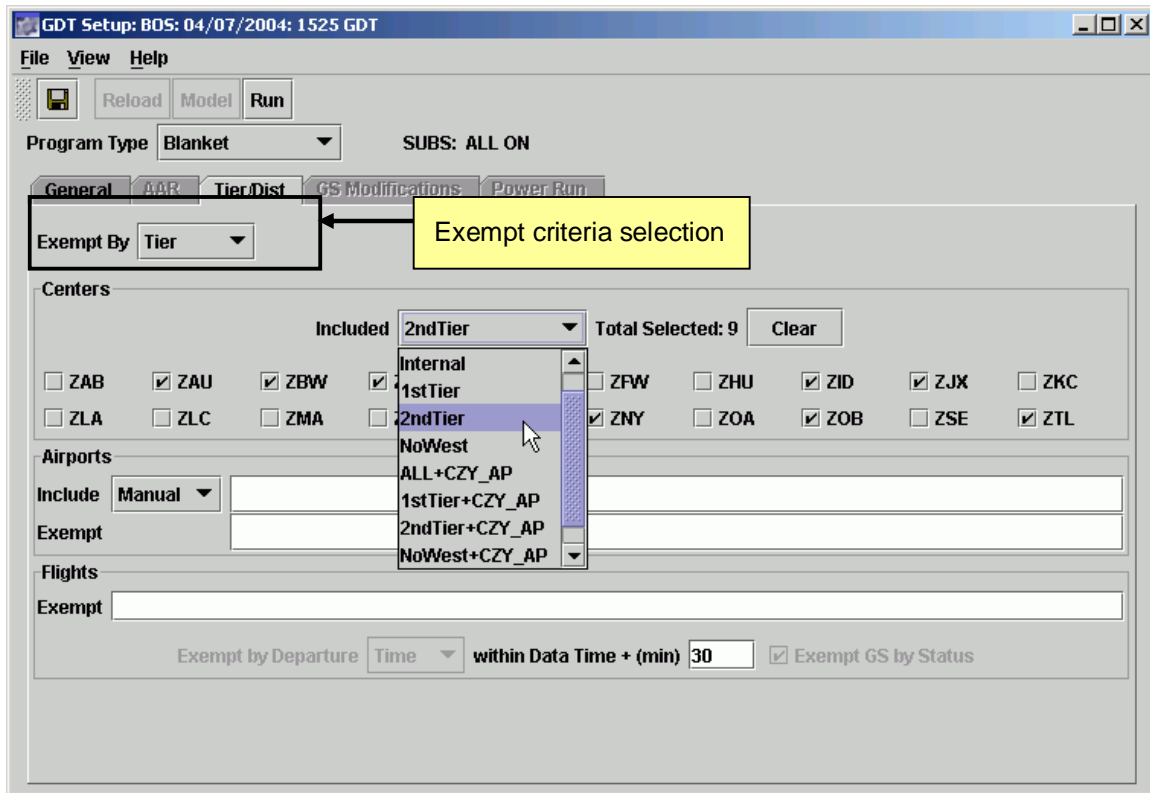 GDT Setup: BOS: 04/07/2004: 1525 GDT
File View Help
Reload Model Run
Program Type Blanket SUBS: ALL ON
General AAR Tier/Dist GS Modifications Power Run
Exempt By Tier
Exempt criteria selection
Centers
Included 2ndTier Total Selected: 9 Clear
Internal
1stTier
2ndTier
NoWest
ALL+CZY_AP
1stTier+CZY_AP
2ndTier+CZY_AP
NoWest+CZY_AP
ZAB ZAU ZBW ZFW ZHU ZID ZJX ZKC
ZLA ZLC ZMA ZNY ZOA ZOB ZSE ZTL
Airports
Include Manual
Exempt
Flights
Exempt
Exempt by Departure Time within Data Time + (min) 30 Exempt GS by Status